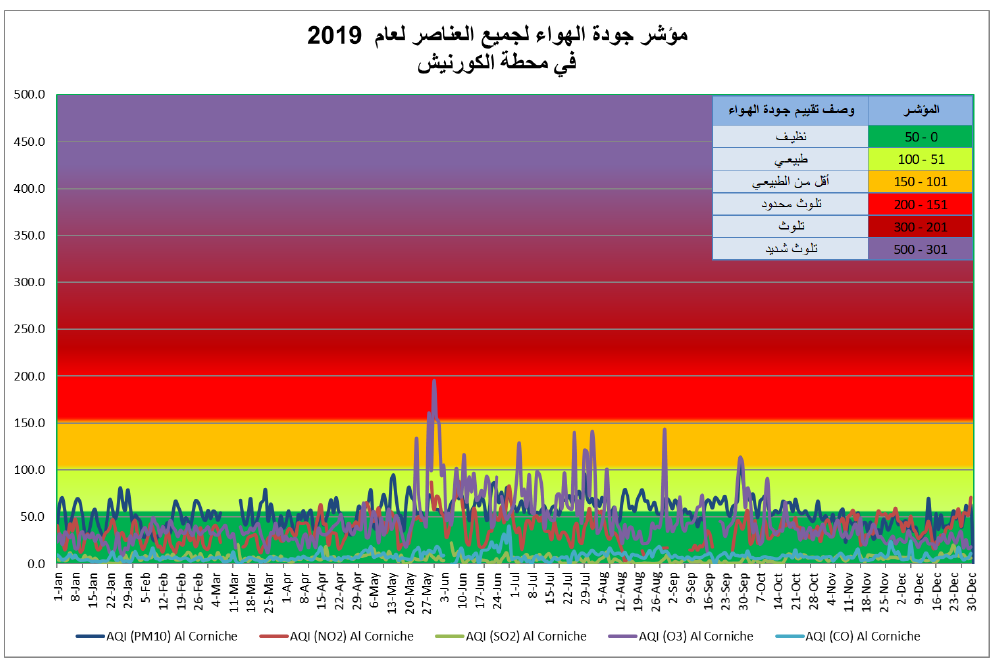 مؤشر جودة الهواء لجميع العناصر لعام 2019
في محطة الكورنيش
المؤشر وصف تقييم جودة الهواء
0 - 50 نظيف
51 - 100 طبيعي
101 - 150 أقل من الطبيعي
151 - 200 تلوث محدود
201 - 300 تلوث
301 - 500 تلوث شديد
500.0
450.0
400.0
350.0
300.0
250.0
200.0
150.0
100.0
50.0
0.0
1-Jan 8-Jan 15-Jan 22-Jan 29-Jan 5-Feb 12-Feb 19-Feb 26-Feb 4-Mar 11-Mar 18-Mar 25-Mar 1-Apr 8-Apr 15-Apr 22-Apr 29-Apr 6-May 13-May 20-May 27-May 3-Jun 10-Jun 17-Jun 24-Jun 1-Jul 8-Jul 15-Jul 22-Jul 29-Jul 5-Aug 12-Aug 19-Aug 26-Aug 2-Sep 9-Sep 16-Sep 23-Sep 30-Sep 7-Oct 14-Oct 21-Oct 28-Oct 4-Nov 11-Nov 18-Nov 25-Nov 2-Dec 9-Dec 16-Dec 23-Dec 30-Dec
AQI (PM10) Al Corniche AQI (NO2) Al Corniche AQI (SO2) Al Corniche AQI (O3) Al Corniche AQI (CO) Al Corniche